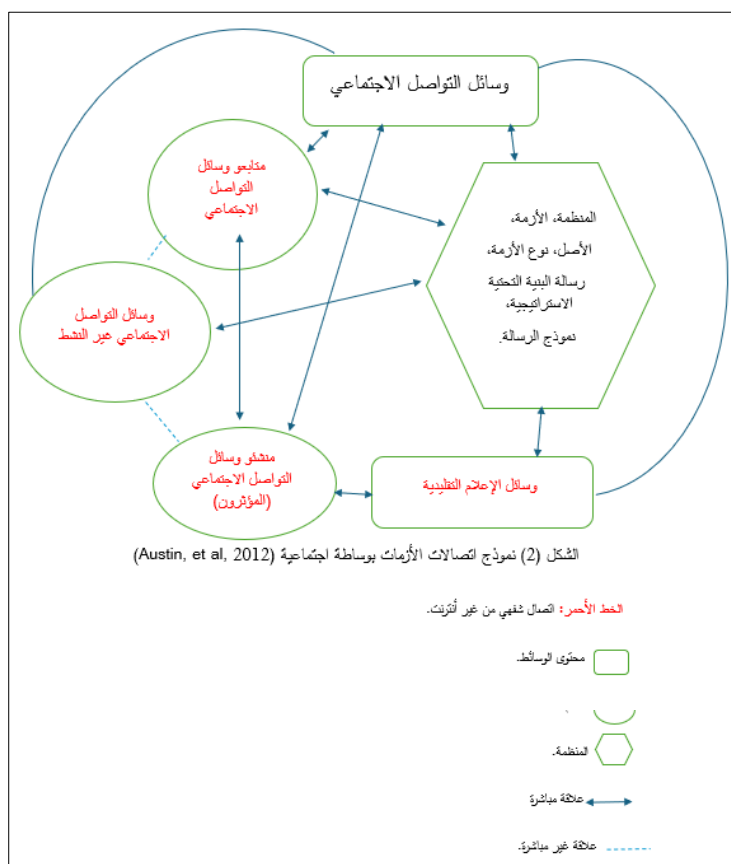 وسائل التواصل الاجتماعي
متابعو وسائل
التواصل
الاجتماعي
المنظمة، الأزمة،
الأصل، نوع الأزمة،
رسالة البنية التحتية
الاستراتيجية،
نموذج الرسالة.
وسائل التواصل
الاجتماعي غير النشط
منشئو وسائل
التواصل الاجتماعي
(المؤثرون)
وسائل الإعلام التقليدية
الشكل (2) نموذج اتصالات الأزمات بوساطة اجتماعية (Austin, et al, 2012)
الخط الأحمر: اتصال شفهي من غير أنترنت.
محتوى الوسائط.
المنظمة.
علاقة مباشرة
علاقة غير مباشرة.